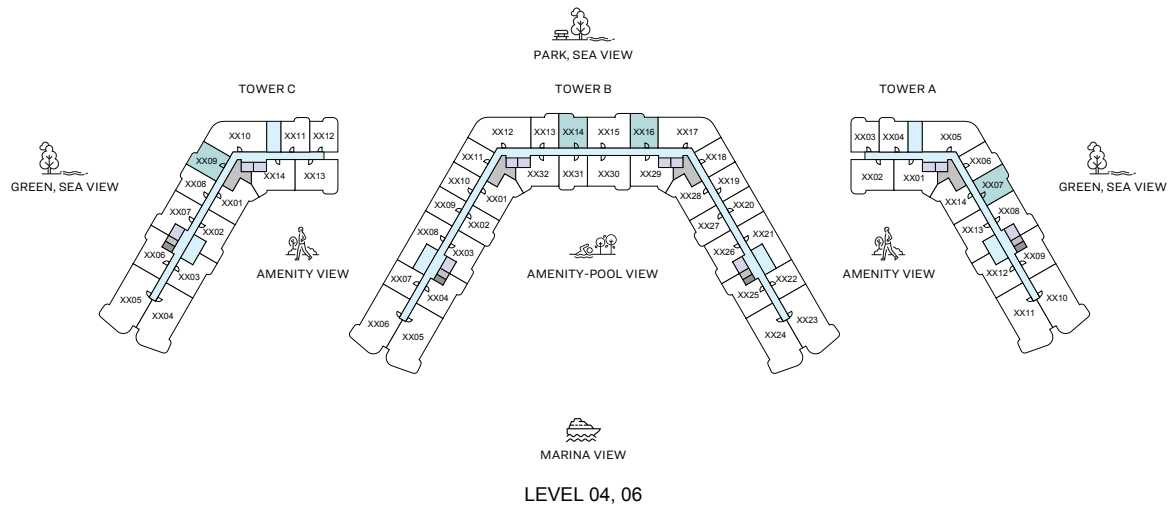 PARK, SEA VIEW
TOWER C
TOWER B
TOWER A
GREEN, SEA VIEW
GREEN, SEA VIEW
XX10
XX11
XX12
XX09
XX14
XX13
XX08
XX01
XX07
XX02
XX06
XX03
XX05
XX04
AMENITY VIEW
XX12
XX13
XX14
XX15
XX16
XX17
XX11
XX32
XX31
XX30
XX29
XX18
XX10
XX01
XX28
XX19
XX09
XX02
XX27
XX20
XX08
XX03
XX26
XX21
XX07
XX04
XX25
XX22
XX06
XX05
XX24
XX23
AMENITY-POOL VIEW
XX03
XX04
XX05
XX02
XX01
XX06
XX14
XX07
XX13
XX08
XX12
XX09
XX11
XX10
AMENITY VIEW
MARINA VIEW
LEVEL 04, 06